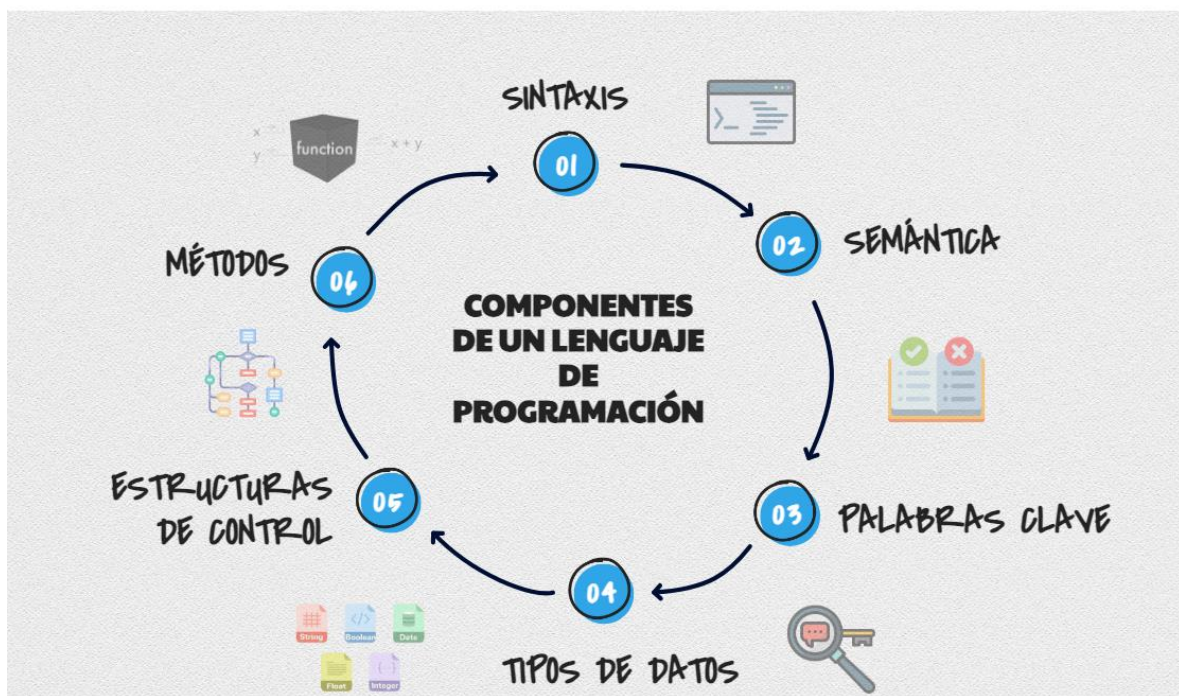 SINTAXIS
01
x
y
function
x + y
02
SEMÁNTICA
MÉTODOS
06
COMPONENTES
DE UN LENGUAJE
DE
PROGRAMACIÓN
ESTRUCTURAS
DE CONTROL
05
03
PALABRAS CLAVE
04
String
Boolean
Date
Float
Integer
TIPOS DE DATOS